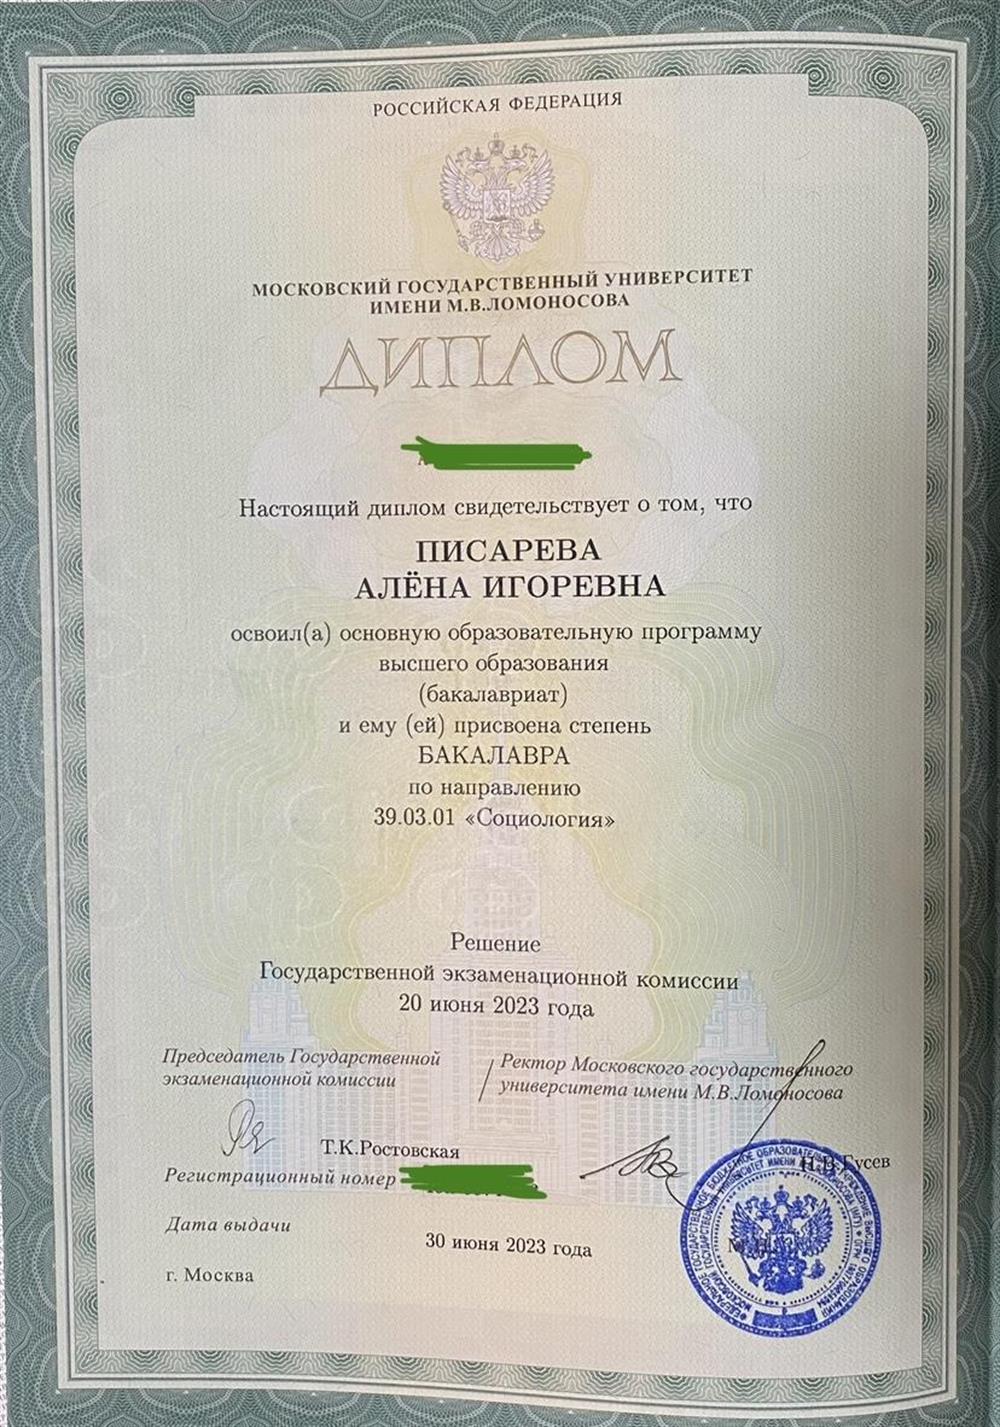 РОССИЙСКАЯ ФЕДЕРАЦИЯ
МОСКОВСКИЙ ГОСУДАРСТВЕННЫЙ УНИВЕРСИТЕТ
ИМЕНИ М.В.ЛОМОНОСОВА
ДИПЛОМ
Настоящий диплом свидетельствует о том, что
ПИСАРЕВА
АЛЁНА ИГОРЕВНА
освоил(а) основную образовательную программу
высшего образования
(бакалавриат)
и ему (ей) присвоена степень
БАКАЛАВРА
по направлению
39.03.01 «Социология»
Решение
Государственной экзаменационной комиссии
20 июня 2023 года
Председатель Государственной
экзаменационной комиссии
Ректор Московского государственного
университета имени М.В.Ломоносова
Т.К.Ростовская
Н.В.Гусев
Регистрационный номер
Дата выдачи
30 июня 2023 года
г. Москва